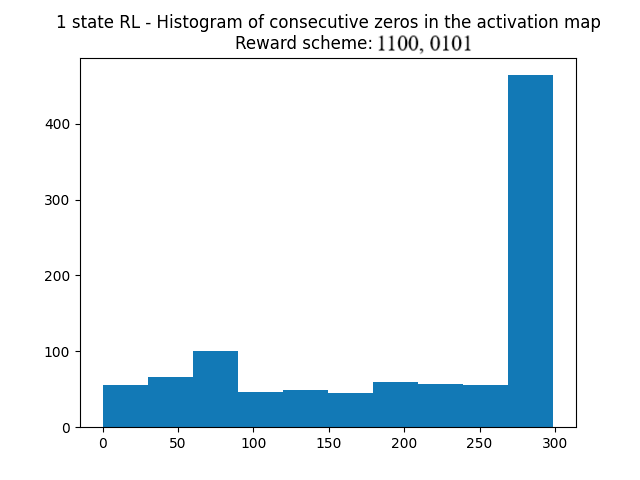 1 state RL - Histogram of consecutive zeros in the activation map
Reward scheme: 1100, 0101
400
300
200
100
0
0 50 100 150 200 250 300